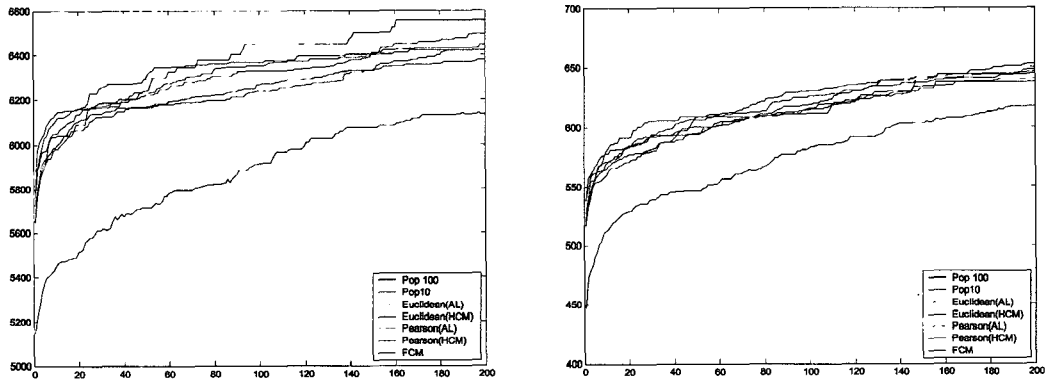 6600
6400
6200
6000
5800
5600
5400
5200
5000
0 20 40 60 80 100 120 140 160 180 200
Pop 100
Pop10
Euclidean(AL)
Euclidean(HCM)
Pearson(AL)
Pearson(HCM)
FCM
700
650
600
550
500
450
400
0 20 40 60 80 100 120 140 160 180 200
Pop 100
Pop10
Euclidean(AL)
Euclidean(HCM)
Pearson(AL)
Pearson(HCM)
FCM